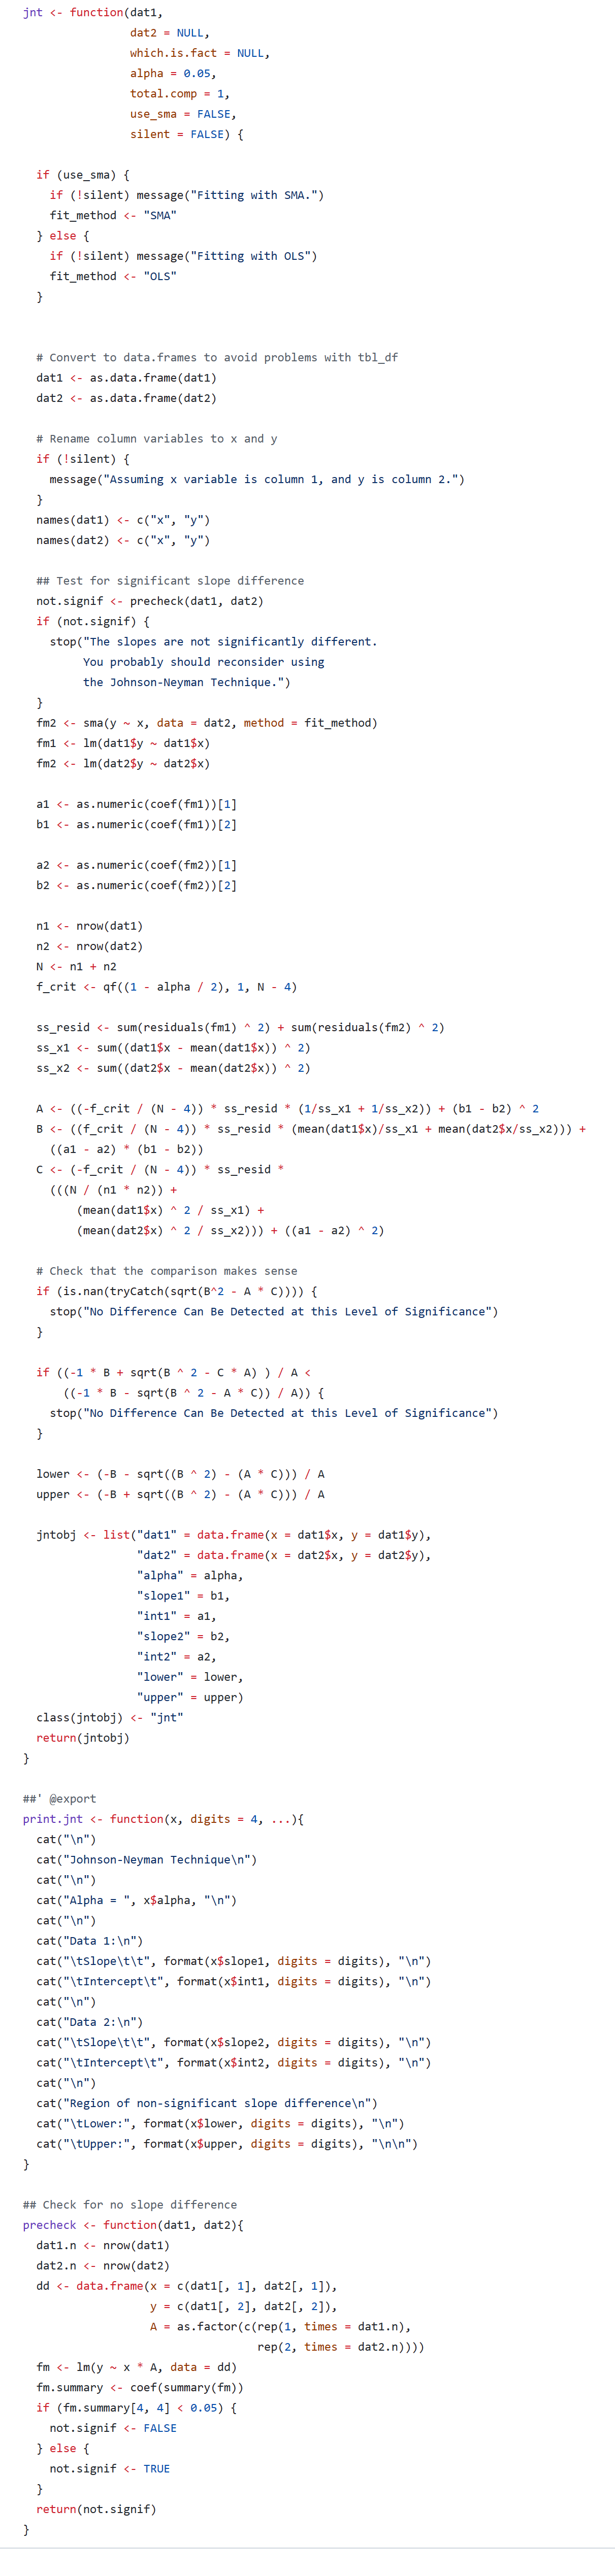 jnt <- function(dat1,
                dat2 = NULL,
                which.is.fact = NULL,
                alpha = 0.05,
                total.comp = 1,
                use_sma = FALSE,
                silent = FALSE) {

  if (use_sma) {
    if (!silent) message("Fitting with SMA.")
    fit_method <- "SMA"
  } else {
    if (!silent) message("Fitting with OLS")
    fit_method <- "OLS"
  }


  # Convert to data.frames to avoid problems with tbl_df
  dat1 <- as.data.frame(dat1)
  dat2 <- as.data.frame(dat2)

  # Rename column variables to x and y
  if (!silent) {
    message("Assuming x variable is column 1, and y is column 2.")
  }
  names(dat1) <- c("x", "y")
  names(dat2) <- c("x", "y")

  ## Test for significant slope difference
  not.signif <- precheck(dat1, dat2)
  if (not.signif) {
    stop("The slopes are not significantly different.
         You probably should reconsider using
         the Johnson-Neyman Technique.")
  }
  fm2 <- sma(y ~ x, data = dat2, method = fit_method)
  fm1 <- lm(dat1$y ~ dat1$x)
  fm2 <- lm(dat2$y ~ dat2$x)

  a1 <- as.numeric(coef(fm1))[1]
  b1 <- as.numeric(coef(fm1))[2]

  a2 <- as.numeric(coef(fm2))[1]
  b2 <- as.numeric(coef(fm2))[2]

  n1 <- nrow(dat1)
  n2 <- nrow(dat2)
  N <- n1 + n2
  f_crit <- qf((1 - alpha / 2), 1, N - 4)

  ss_resid <- sum(residuals(fm1) ^ 2) + sum(residuals(fm2) ^ 2)
  ss_x1 <- sum((dat1$x - mean(dat1$x)) ^ 2)
  ss_x2 <- sum((dat2$x - mean(dat2$x)) ^ 2)

  A <- ((-f_crit / (N - 4)) * ss_resid * (1/ss_x1 + 1/ss_x2)) + (b1 - b2) ^ 2
  B <- ((f_crit / (N - 4)) * ss_resid * (mean(dat1$x)/ss_x1 + mean(dat2$x/ss_x2))) +
    ((a1 - a2) * (b1 - b2))
  C <- (-f_crit / (N - 4)) * ss_resid *
    (((N / (n1 * n2)) +
        (mean(dat1$x) ^ 2 / ss_x1) +
        (mean(dat2$x) ^ 2 / ss_x2))) + ((a1 - a2) ^ 2)

  # Check that the comparison makes sense
  if (is.nan(tryCatch(sqrt(B^2 - A * C)))) {
    stop("No Difference Can Be Detected at this Level of Significance")
  }

  if ((-1 * B + sqrt(B ^ 2 - C * A) ) / A <
      ((-1 * B - sqrt(B ^ 2 - A * C)) / A)) {
    stop("No Difference Can Be Detected at this Level of Significance")
  }

  lower <- (-B - sqrt((B ^ 2) - (A * C))) / A
  upper <- (-B + sqrt((B ^ 2) - (A * C))) / A

  jntobj <- list("dat1" = data.frame(x = dat1$x, y = dat1$y),
                 "dat2" = data.frame(x = dat2$x, y = dat2$y),
                 "alpha" = alpha,
                 "slope1" = b1,
                 "int1" = a1,
                 "slope2" = b2,
                 "int2" = a2,
                 "lower" = lower,
                 "upper" = upper)
  class(jntobj) <- "jnt"
  return(jntobj)
}

##' @export
print.jnt <- function(x, digits = 4, ...){
  cat("\n")
  cat("Johnson-Neyman Technique\n")
  cat("\n")
  cat("Alpha = ", x$alpha, "\n")
  cat("\n")
  cat("Data 1:\n")
  cat("\tSlope\t\t", format(x$slope1, digits = digits), "\n")
  cat("\tIntercept\t", format(x$int1, digits = digits), "\n")
  cat("\n")
  cat("Data 2:\n")
  cat("\tSlope\t\t", format(x$slope2, digits = digits), "\n")
  cat("\tIntercept\t", format(x$int2, digits = digits), "\n")
  cat("\n")
  cat("Region of non-significant slope difference\n")
  cat("\tLower:", format(x$lower, digits = digits), "\n")
  cat("\tUpper:", format(x$upper, digits = digits), "\n\n")
}

## Check for no slope difference
precheck <- function(dat1, dat2){
  dat1.n <- nrow(dat1)
  dat2.n <- nrow(dat2)
  dd <- data.frame(x = c(dat1[, 1], dat2[, 1]),
                   y = c(dat1[, 2], dat2[, 2]),
                   A = as.factor(c(rep(1, times = dat1.n),
                                   rep(2, times = dat2.n))))
  fm <- lm(y ~ x * A, data = dd)
  fm.summary <- coef(summary(fm))
  if (fm.summary[4, 4] < 0.05) {
    not.signif <- FALSE
  } else {
    not.signif <- TRUE
  }
  return(not.signif)
}